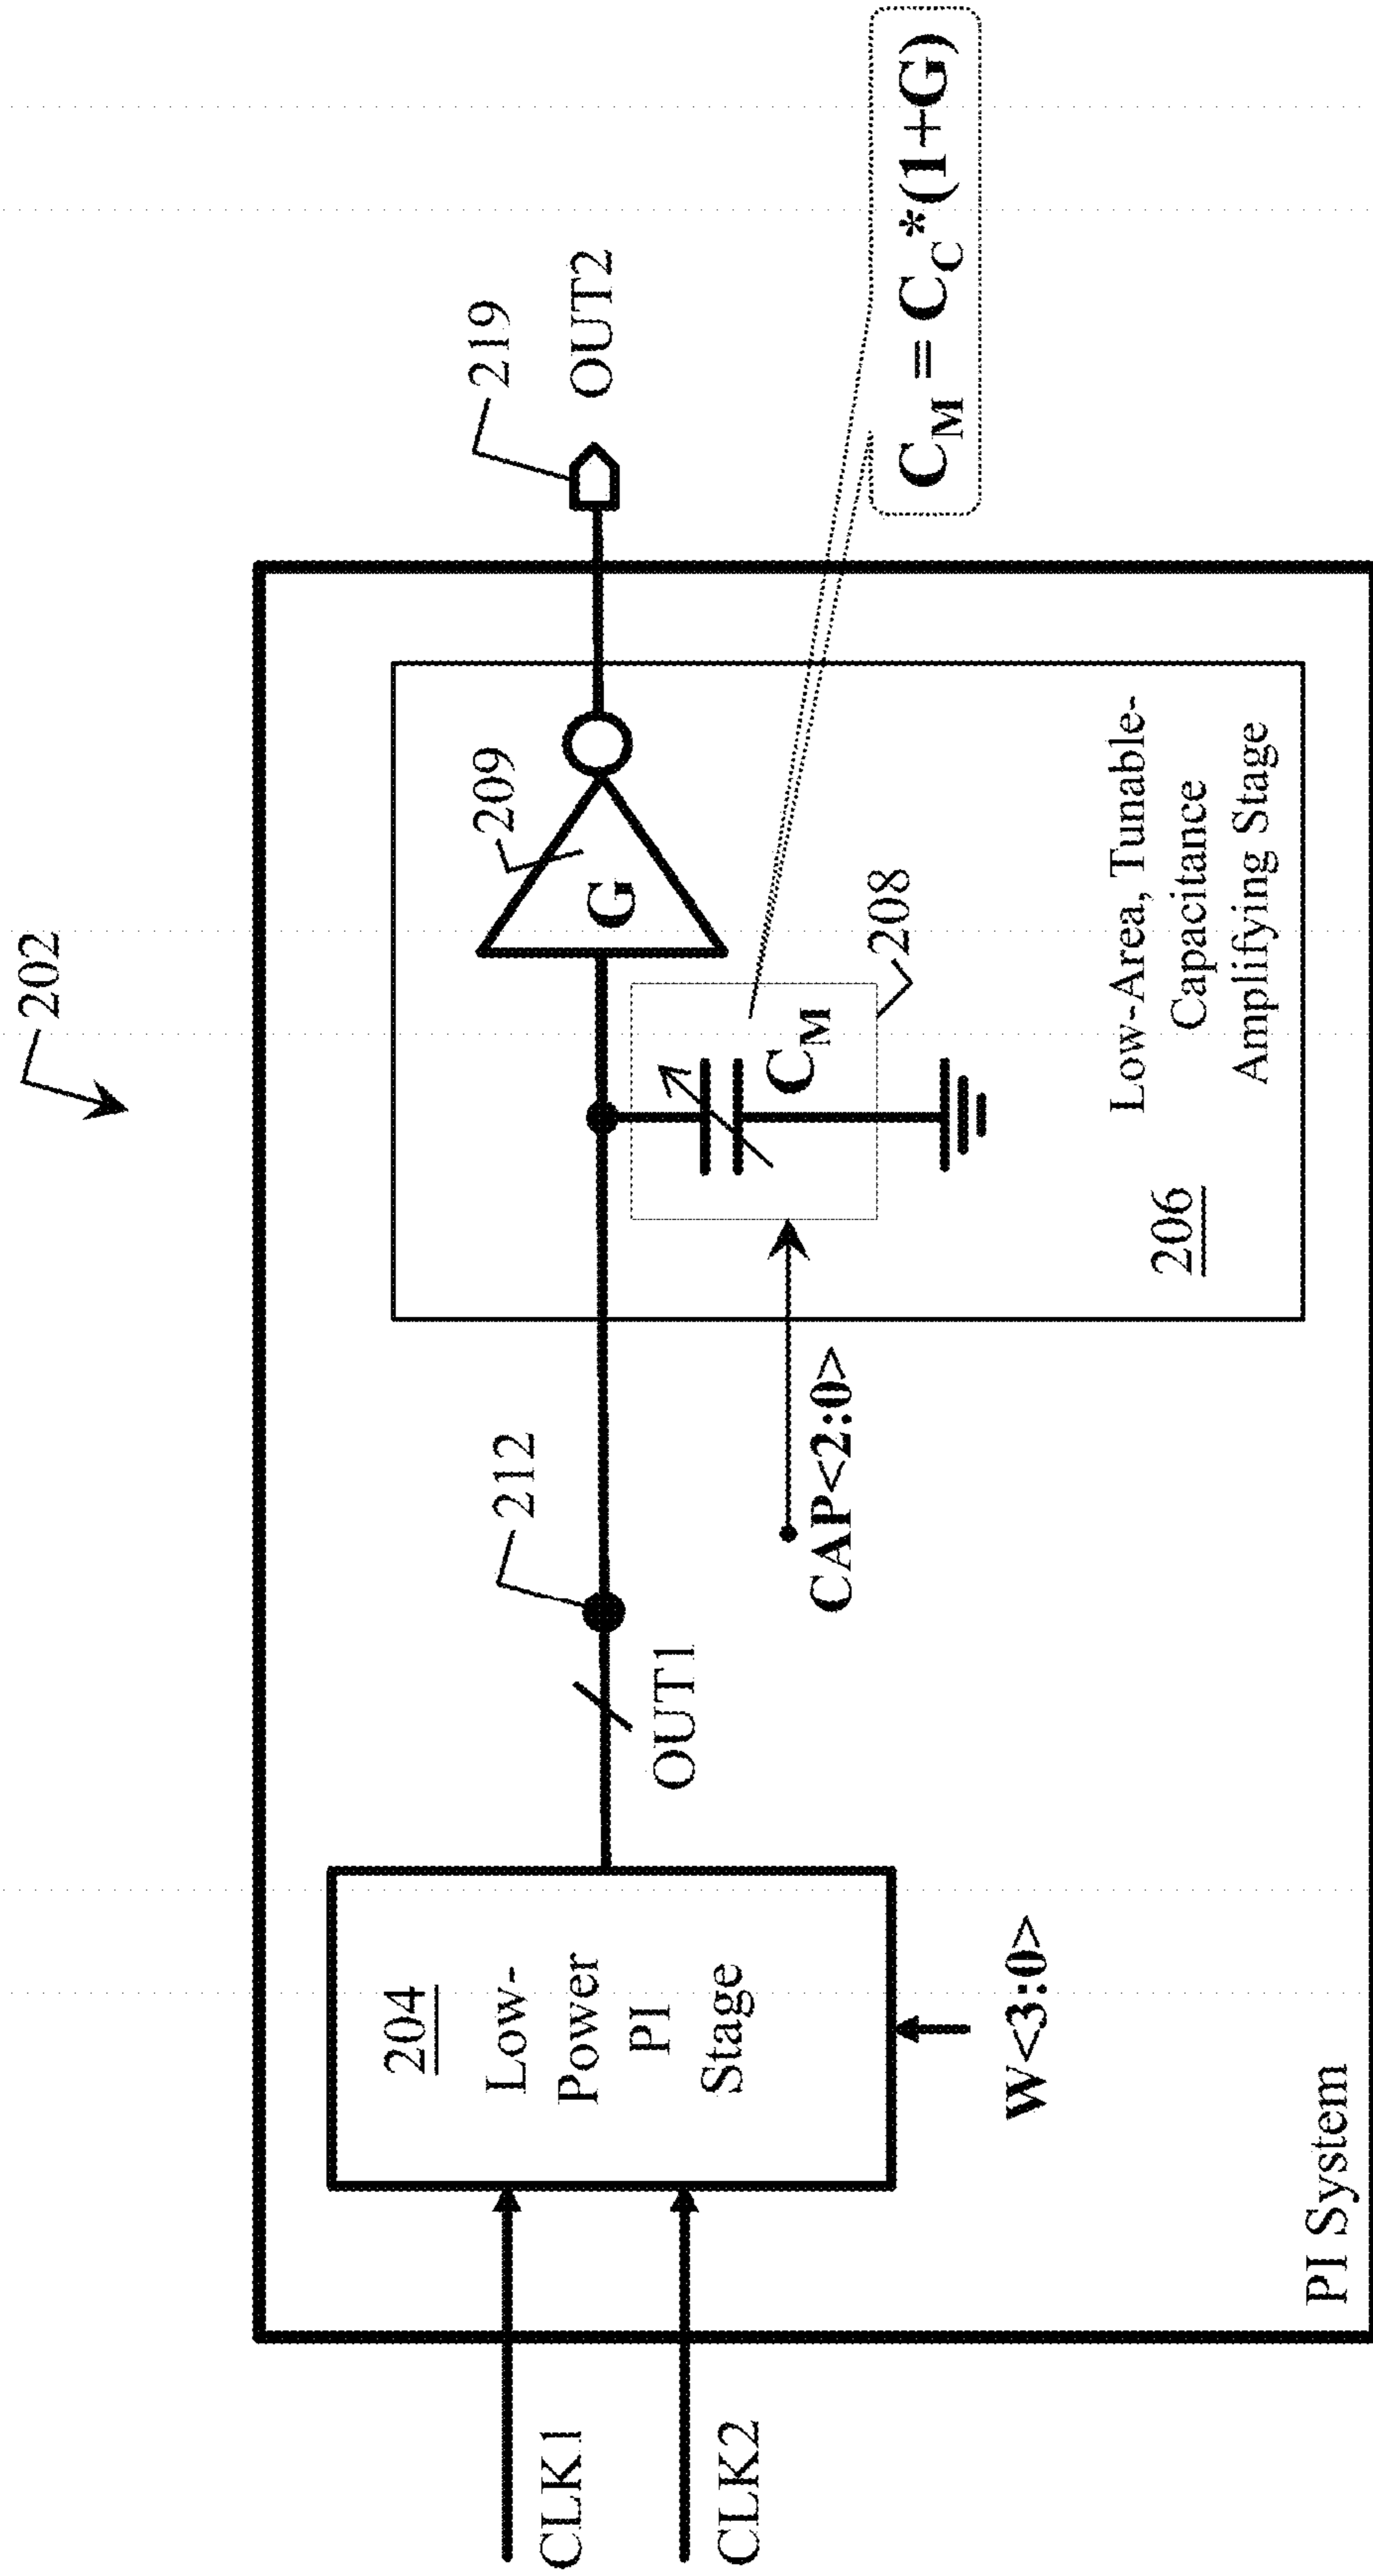 202
CLK1
CLK2
204
Low-
Power
PI
Stage
W<3:0>
OUT1
212
CAP<2:0>
G
209
C_M
208
206
Low-Area, Tunable-
Capacitance
Amplifying Stage
219
OUT2
C_M = C_C*(1+G)
PI System